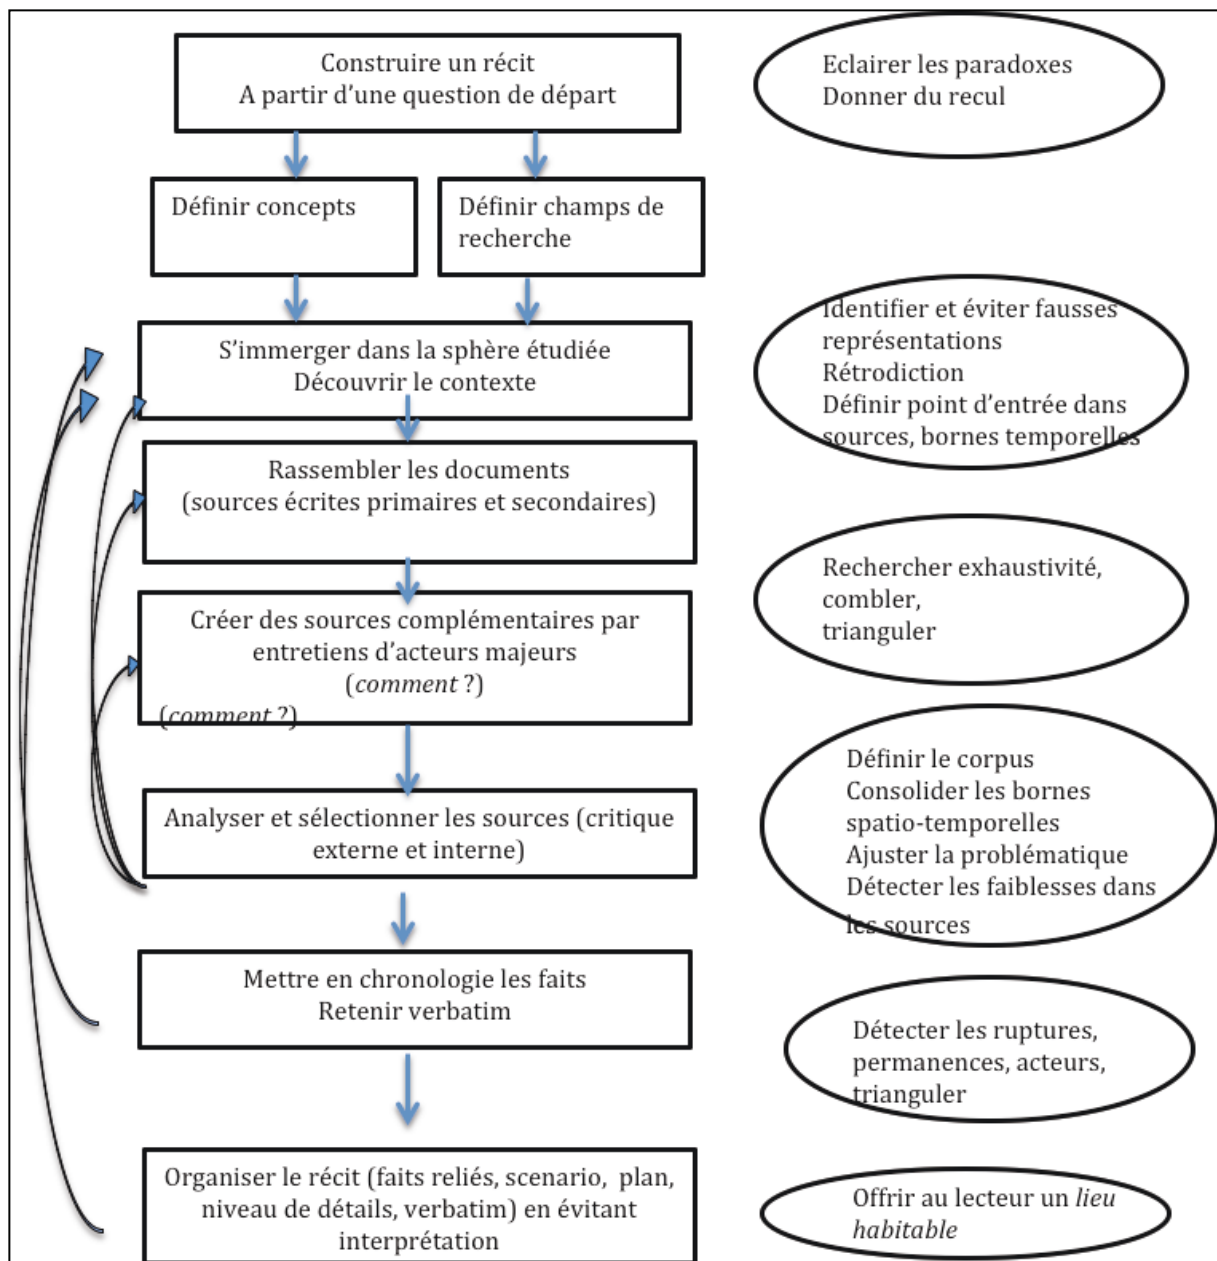 Construire un récit
A partir d'une question de départ
Eclairer les paradoxes
Donner du recul
Définir concepts
Définir champs de
recherche
S'immerger dans la sphère étudiée
Découvrir le contexte
Identifier et éviter fausses
représentations
Rétrodiction
Définir point d'entrée dans
sources, bornes temporelles
Rassembler les documents
(sources écrites primaires et secondaires)
Rechercher exhaustivité,
combler,
trianguler
Créer des sources complémentaires par
entretiens d'acteurs majeurs
(comment ?)
(comment ?)
Définir le corpus
Consolider les bornes
spatio-temporelles
Ajuster la problématique
Détecter les faiblesses dans
les sources
Analyser et sélectionner les sources (critique
externe et interne)
Mettre en chronologie les faits
Retenir verbatim
Détecter les ruptures,
permanences, acteurs,
trianguler
Organiser le récit (faits reliés, scenario, plan,
niveau de détails, verbatim) en évitant
interprétation
Offrir au lecteur un lieu
habitable